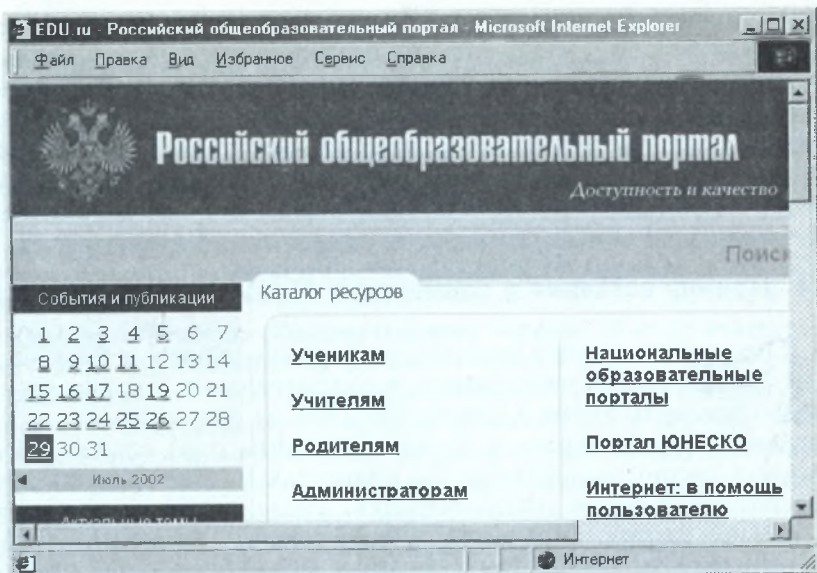 EDU.ru - Российский общеобразовательный портал - Microsoft Internet Explorer
Файл Правка Вид Избранное Сервис Справка
Российский общеобразовательный портал
Доступность и качество
Поиск
События и публикации
1 2 3 4 5 6 7
8 9 10 11 12 13 14
15 16 17 18 19 20 21
22 23 24 25 26 27 28
29 30 31
Июль 2002
Актуальные темы
Каталог ресурсов
Ученикам
Учителям
Родителям
Администраторам
Национальные
образовательные
порталы
Портал ЮНЕСКО
Интернет: в помощь
пользователю
Интернет